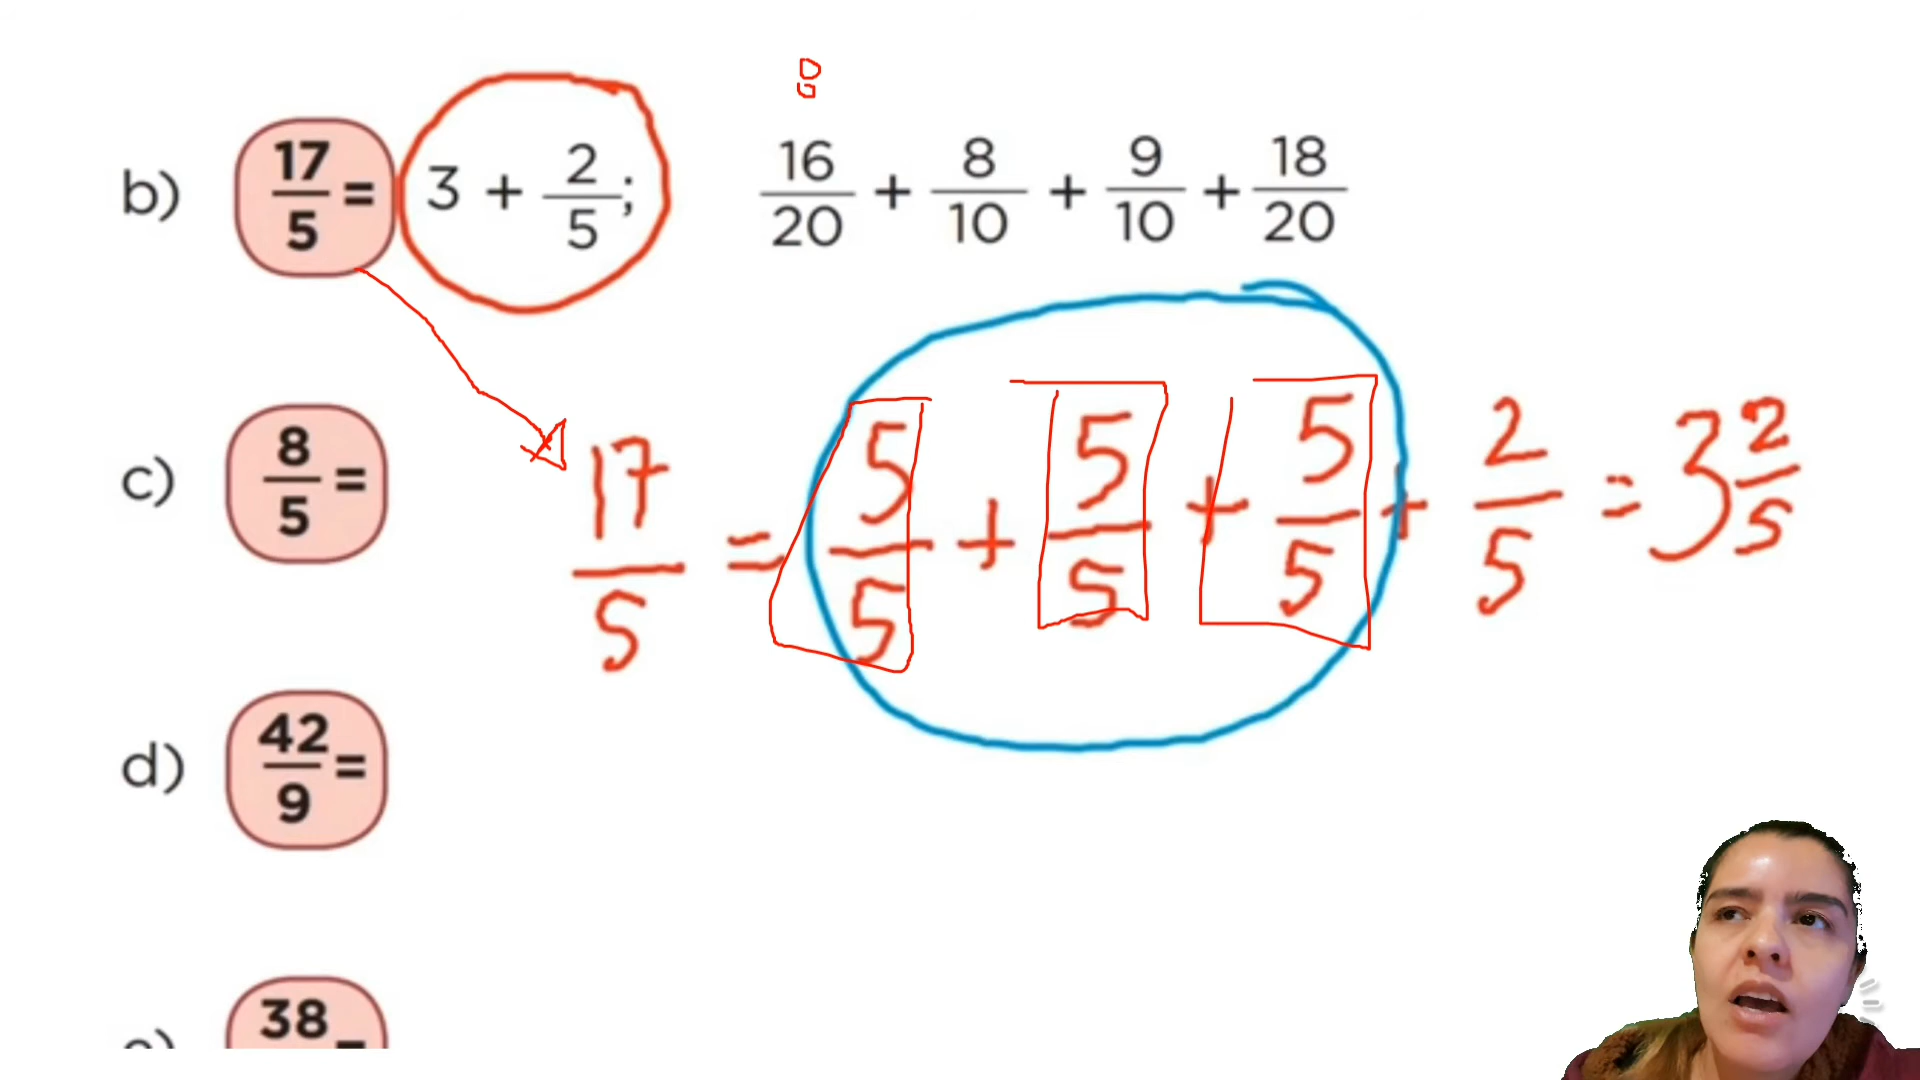 b) 17/5 = 3 + 2/5; 16/20 + 8/10 + 9/10 + 18/20
17/5 = 5/5 + 5/5 + 5/5 + 2/5 = 3 2/5
c) 8/5 =
d) 42/9 =
38